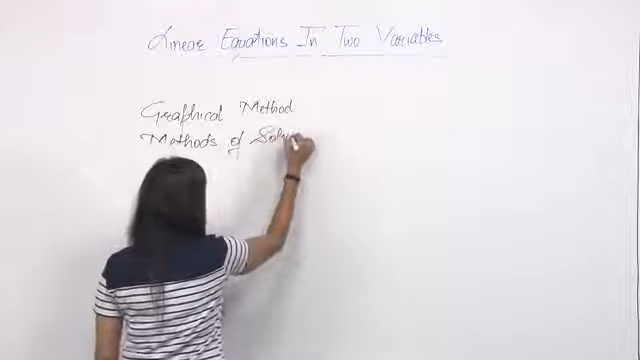 Linear Equations In Two Variables
Graphical Method
Methods of